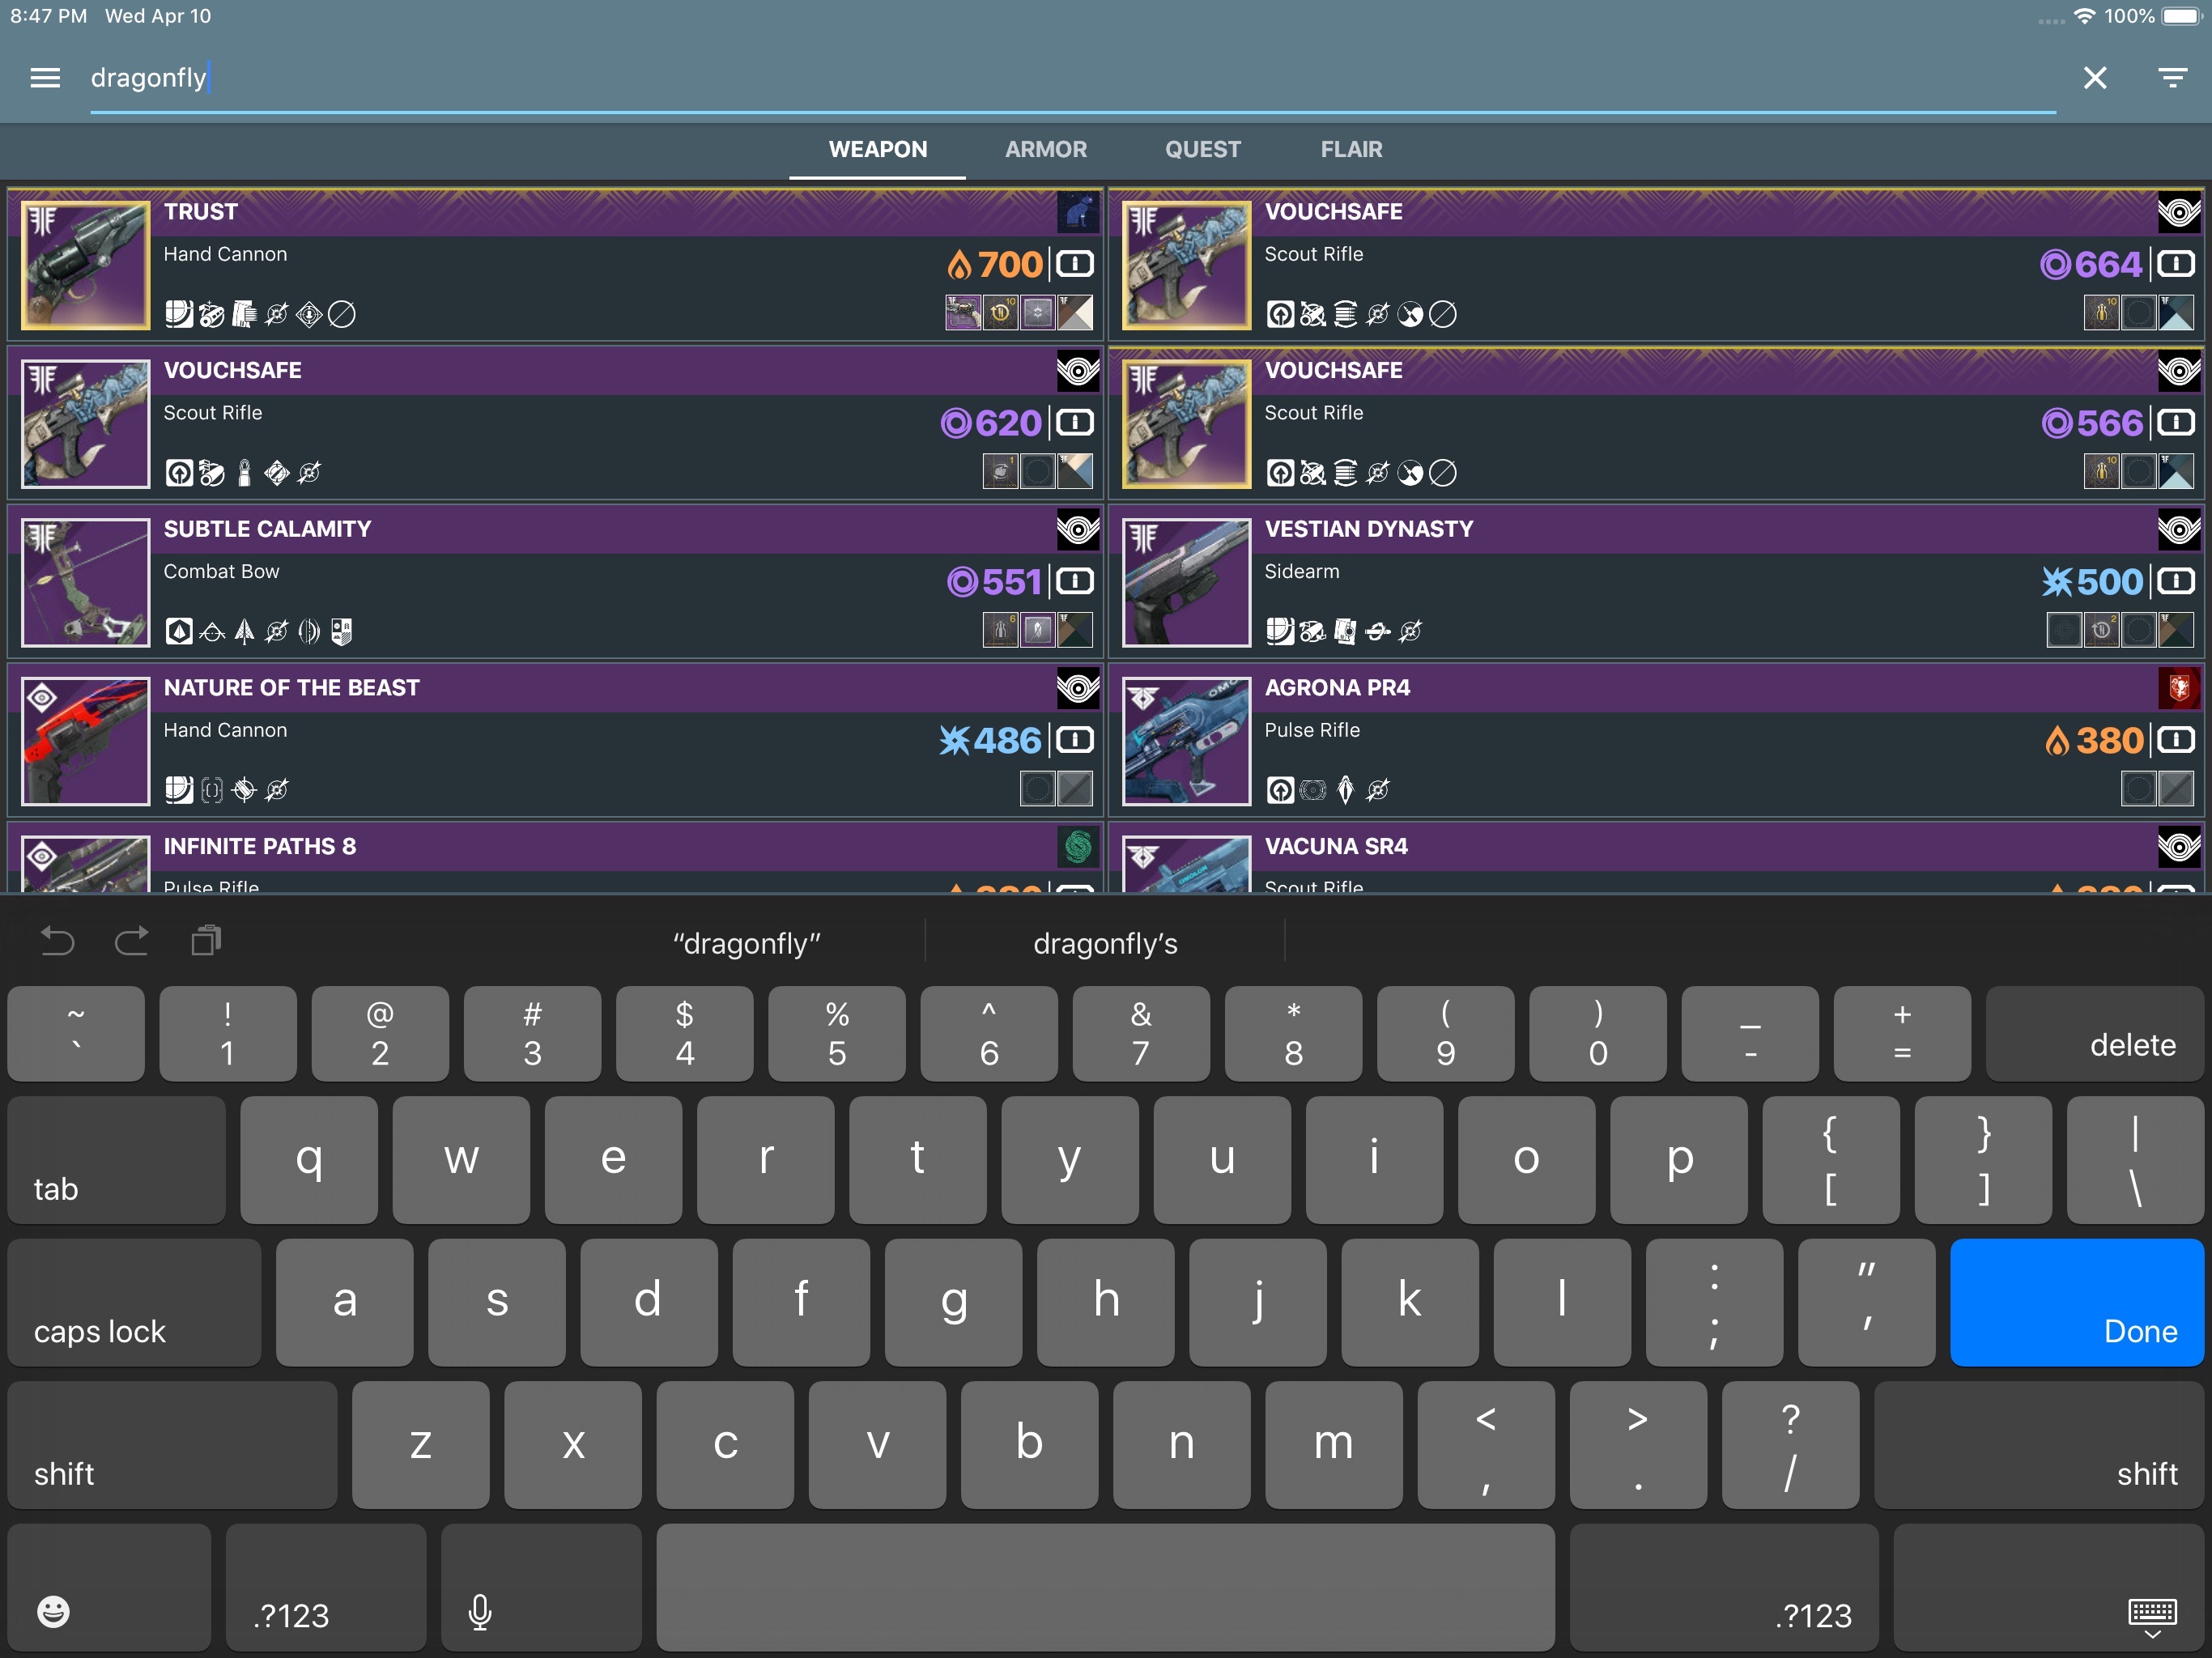 8:47 PM Wed Apr 10 100%
dragonfly
WEAPON ARMOR QUEST FLAIR
TRUST
Hand Cannon
700
VOUCHSAFE
Scout Rifle
664
VOUCHSAFE
Scout Rifle
620
VOUCHSAFE
Scout Rifle
566
SUBTLE CALAMITY
Combat Bow
551
VESTIAN DYNASTY
Sidearm
500
NATURE OF THE BEAST
Hand Cannon
486
AGRONA PR4
Pulse Rifle
380
INFINITE PATHS 8
Pulse Rifle
VACUNA SR4
Scout Rifle
“dragonfly” dragonfly’s
~ ! @ # $ % ^ & * ( ) _ +
` 1 2 3 4 5 6 7 8 9 0 - = delete
tab q w e r t y u i o p { [ } ] | \
caps lock a s d f g h j k l : ; " ' Done
shift z x c v b n m < , > . ? / shift
.?123 .?123